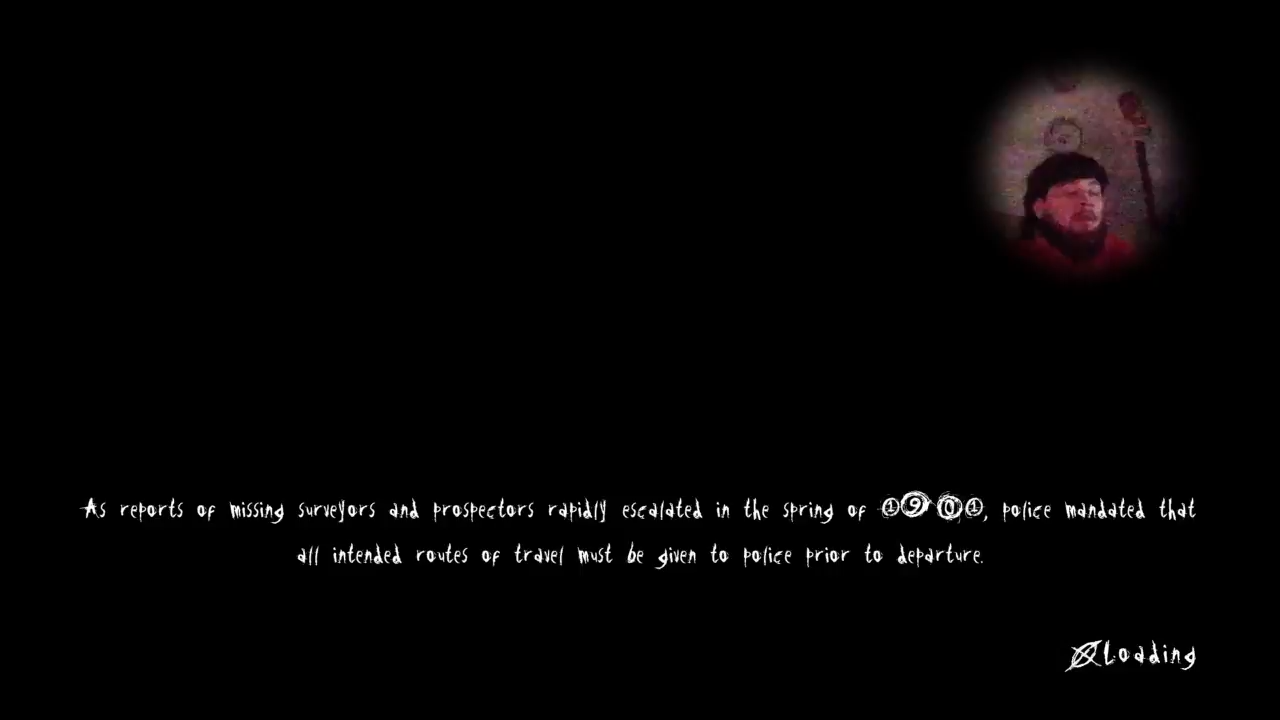 As reports of missing surveyors and prospectors rapidly escalated in the spring of 1901, police mandated that
all intended routes of travel must be given to police prior to departure.
Loading